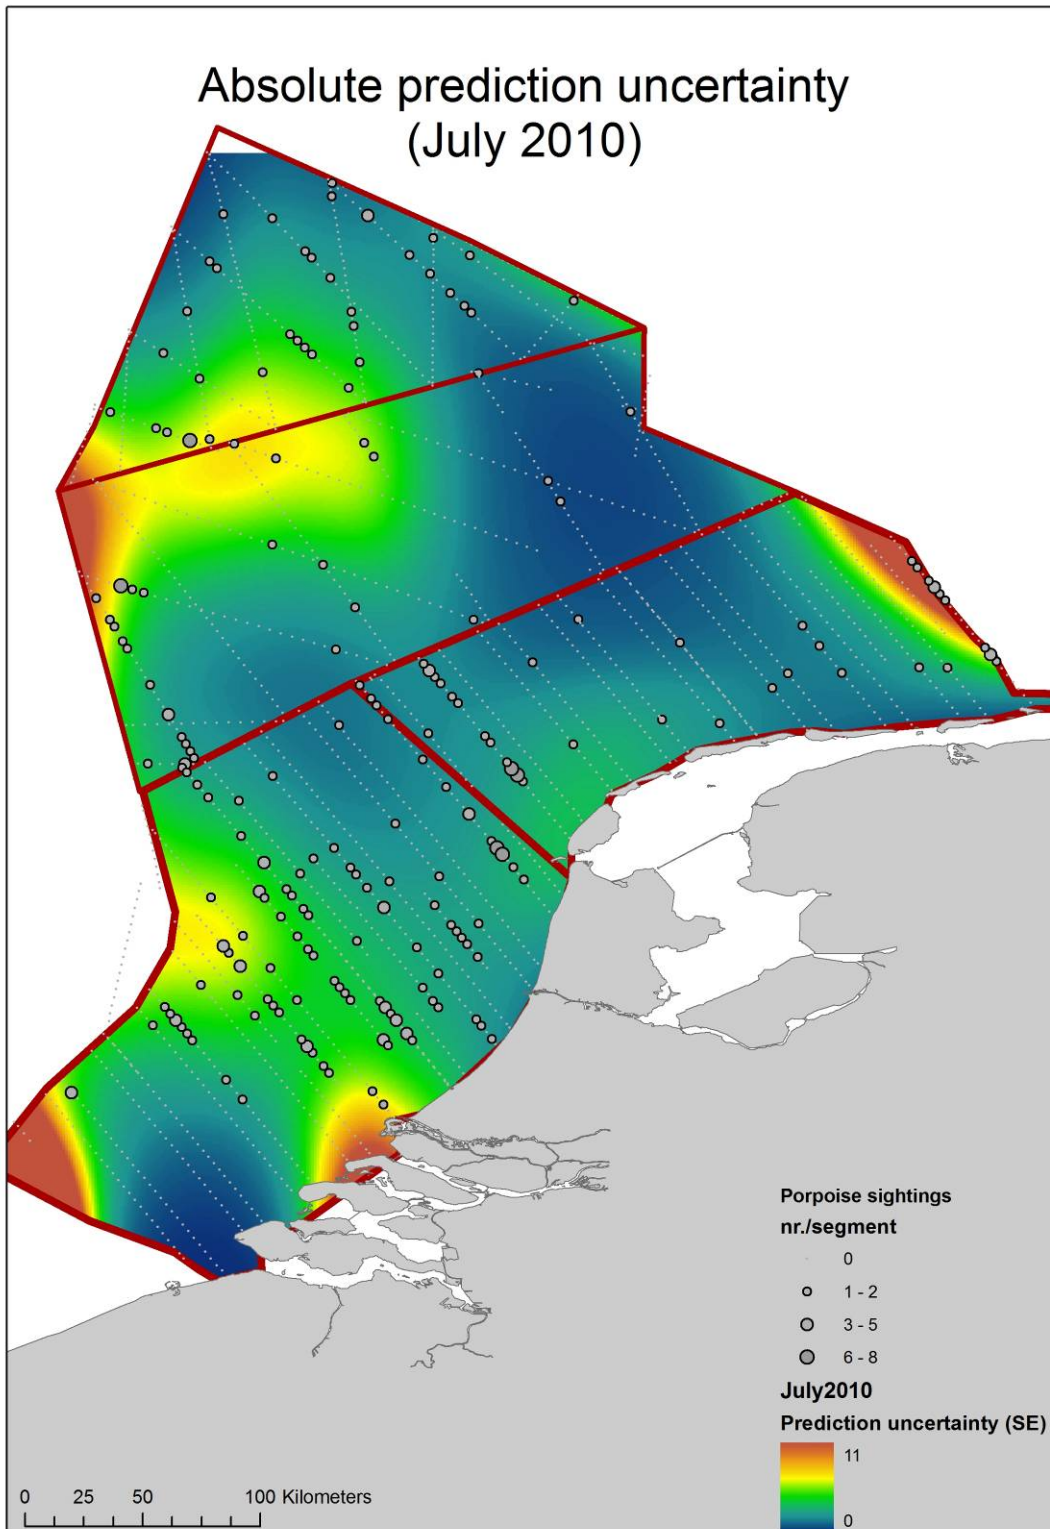 Absolute prediction uncertainty
(July 2010)
Porpoise sightings
nr./segment
0
1 - 2
3 - 5
6 - 8
July2010
Prediction uncertainty (SE)
11
0
0 25 50 100 Kilometers